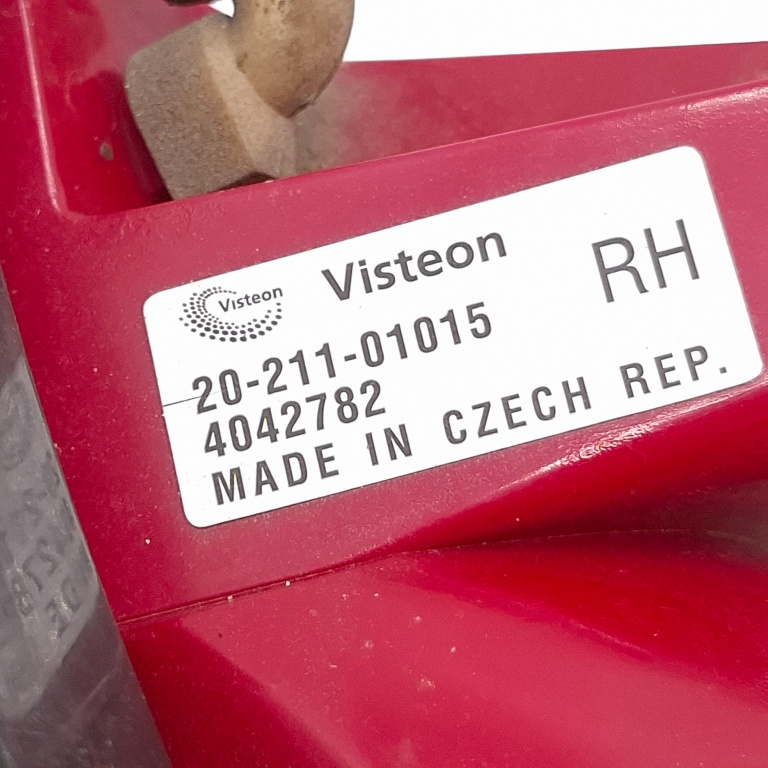 Visteon
Visteon
RH
20-211-01015
4042782
MADE IN CZECH REP.